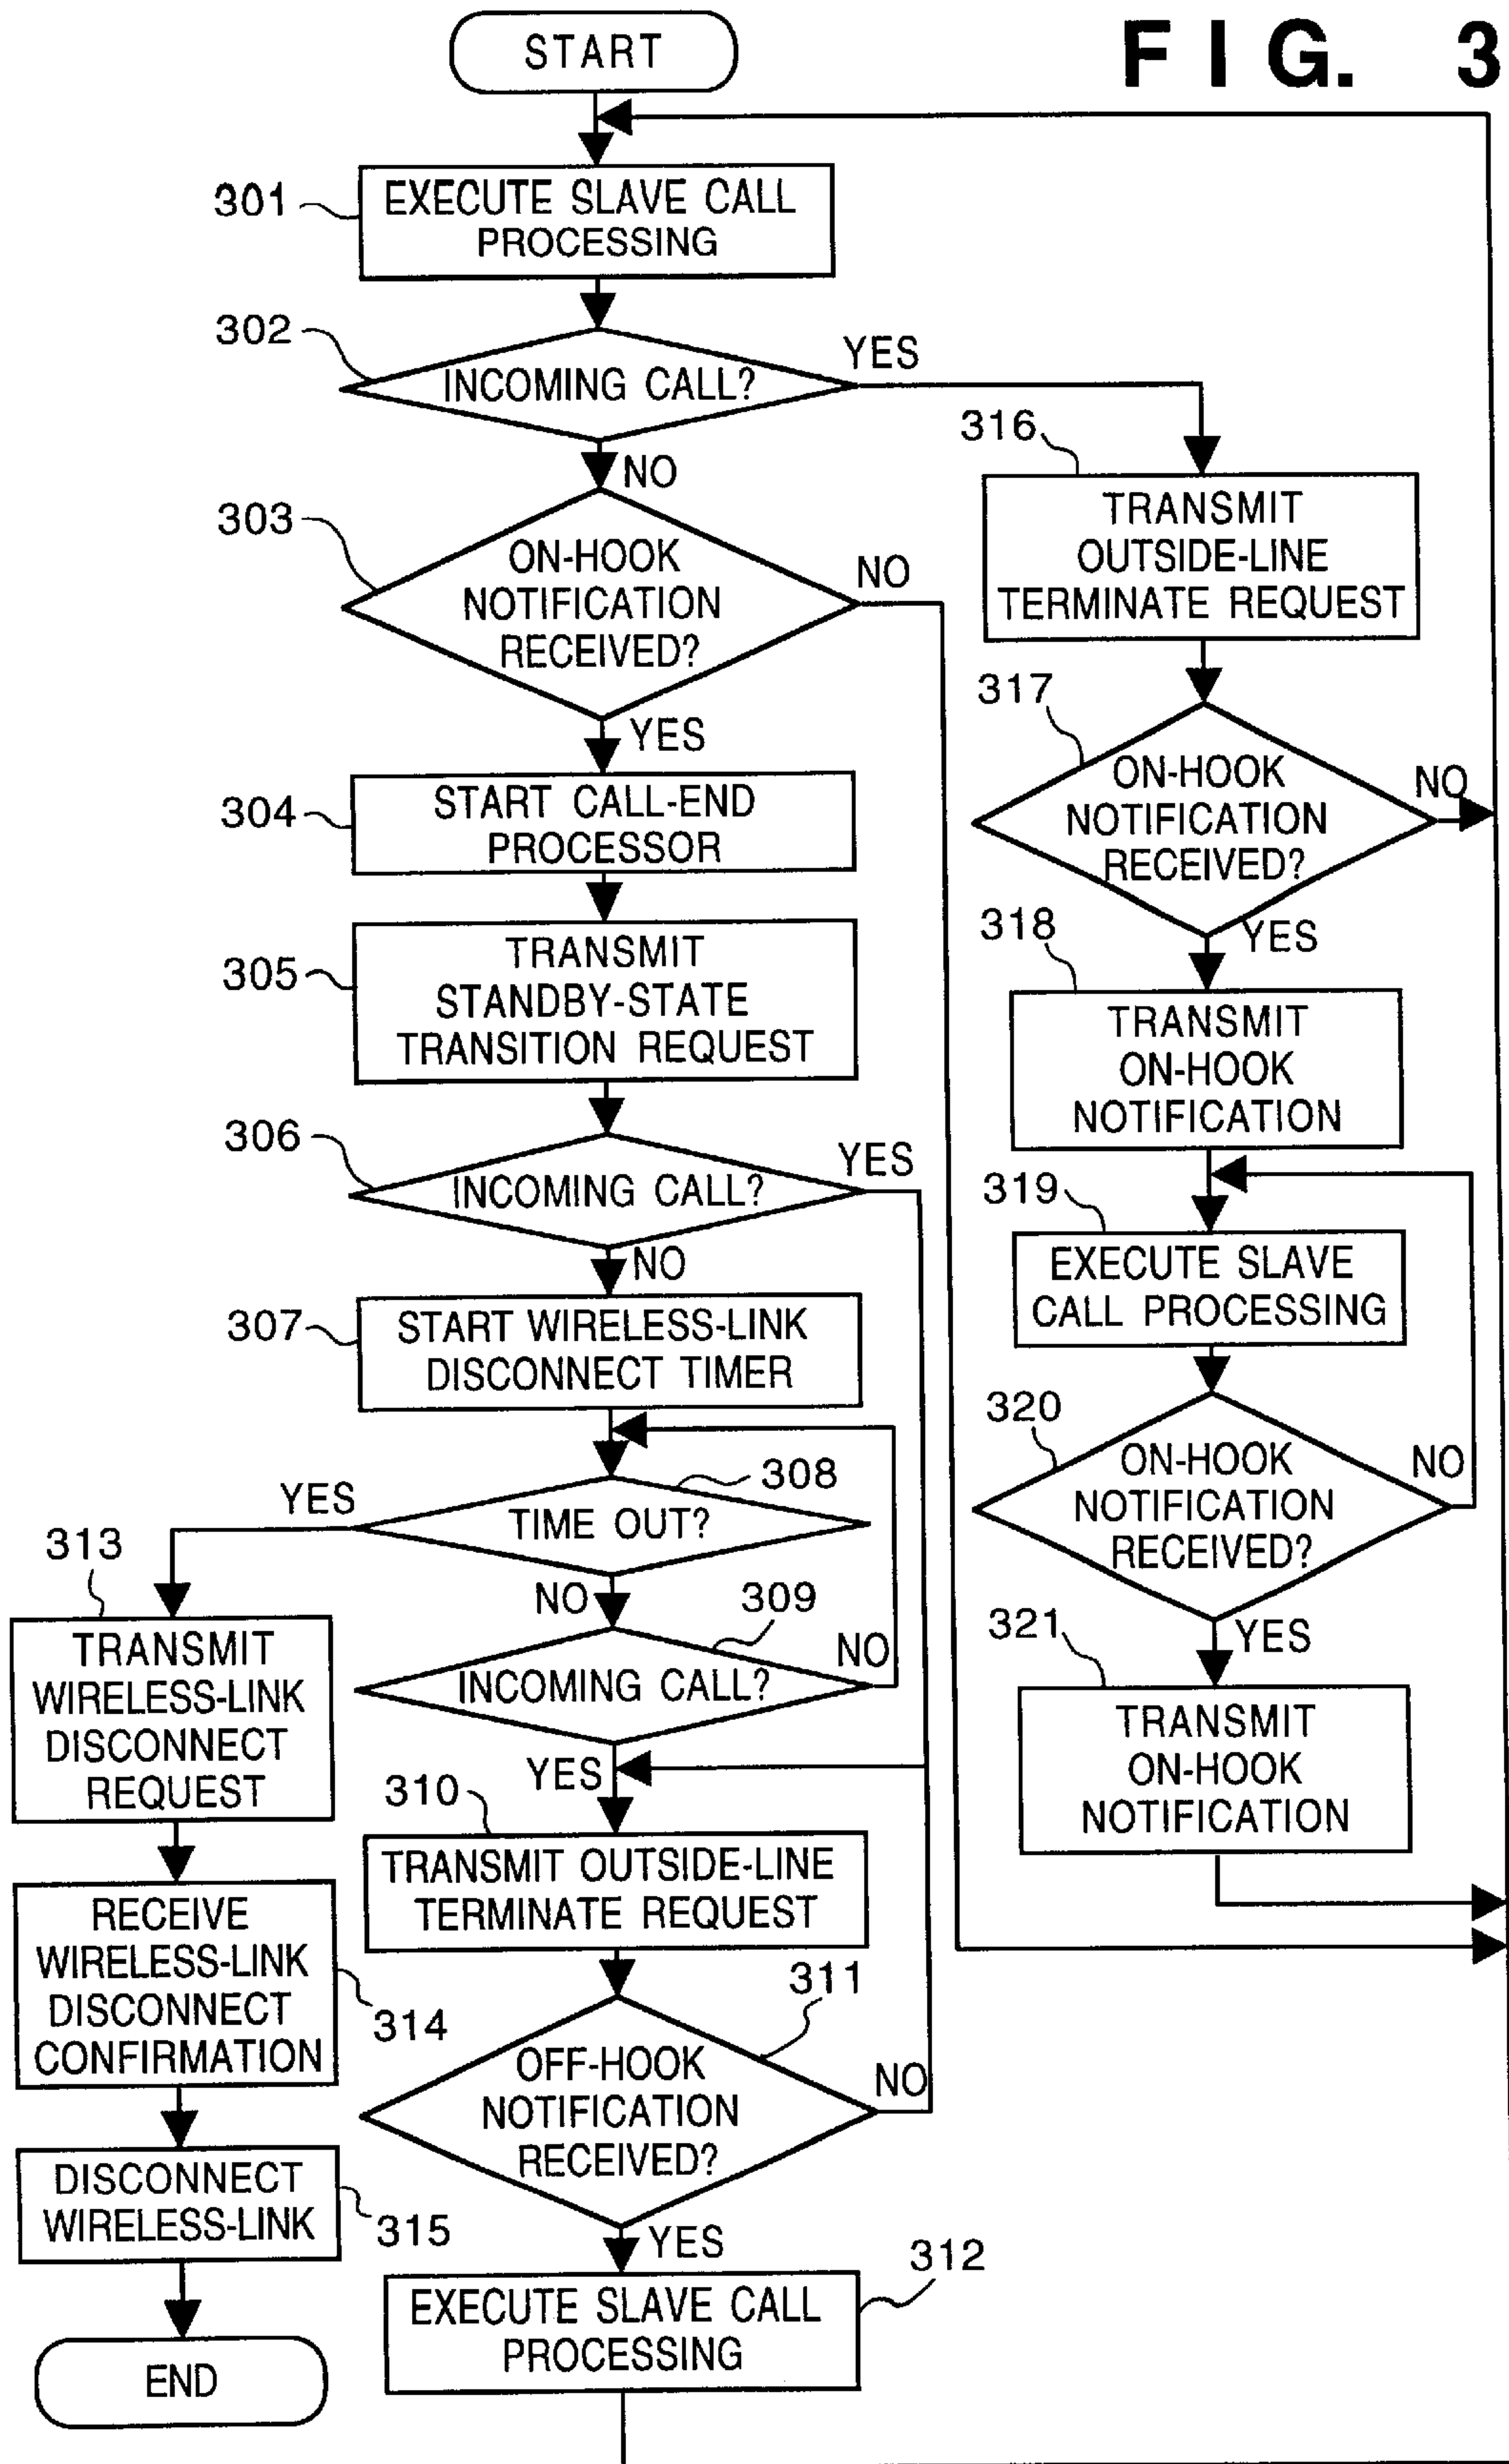 FIG. 3
START
301
EXECUTE SLAVE CALL
PROCESSING
302
INCOMING CALL?
YES
NO
303
ON-HOOK
NOTIFICATION
RECEIVED?
NO
YES
304
START CALL-END
PROCESSOR
305
TRANSMIT
STANDBY-STATE
TRANSITION REQUEST
306
INCOMING CALL?
YES
NO
307
START WIRELESS-LINK
DISCONNECT TIMER
308
TIME OUT?
YES
NO
309
INCOMING CALL?
NO
YES
310
TRANSMIT OUTSIDE-LINE
TERMINATE REQUEST
311
OFF-HOOK
NOTIFICATION
RECEIVED?
NO
YES
312
EXECUTE SLAVE CALL
PROCESSING
313
TRANSMIT
WIRELESS-LINK
DISCONNECT
REQUEST
RECEIVE
WIRELESS-LINK
DISCONNECT
CONFIRMATION
314
DISCONNECT
WIRELESS-LINK
315
END
316
TRANSMIT
OUTSIDE-LINE
TERMINATE REQUEST
317
ON-HOOK
NOTIFICATION
RECEIVED?
NO
YES
318
TRANSMIT
ON-HOOK
NOTIFICATION
319
EXECUTE SLAVE
CALL PROCESSING
320
ON-HOOK
NOTIFICATION
RECEIVED?
NO
YES
321
TRANSMIT
ON-HOOK
NOTIFICATION